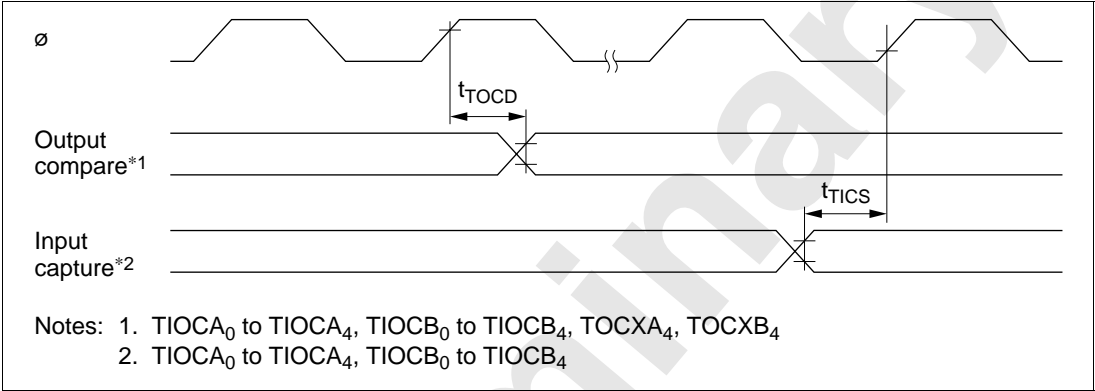 ø
tTOCD
Output
compare*1
tTICS
Input
capture*2
Notes: 1. TIOCA0 to TIOCA4, TIOCB0 to TIOCB4, TOCXA4, TOCXB4
2. TIOCA0 to TIOCA4, TIOCB0 to TIOCB4